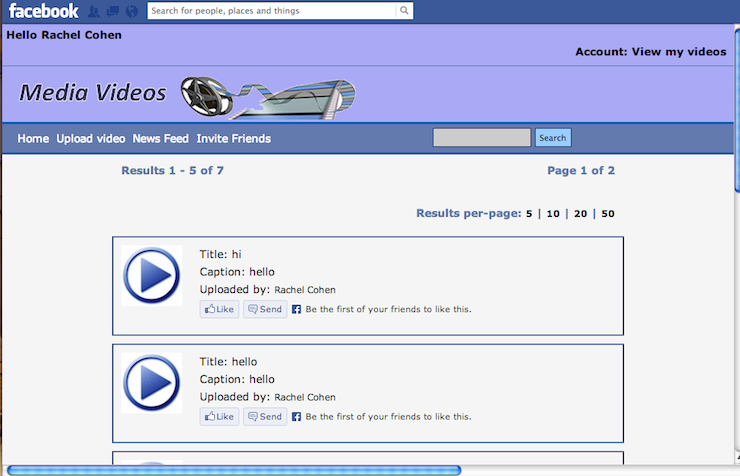 facebook Search for people, places and things
Hello Rachel Cohen
Account: View my videos
Media Videos
Home Upload video News Feed Invite Friends Search
Results 1 - 5 of 7 Page 1 of 2
Results per-page: 5 | 10 | 20 | 50
Title: hi
Caption: hello
Uploaded by: Rachel Cohen
Like Send f Be the first of your friends to like this.
Title: hello
Caption: hello
Uploaded by: Rachel Cohen
Like Send f Be the first of your friends to like this.